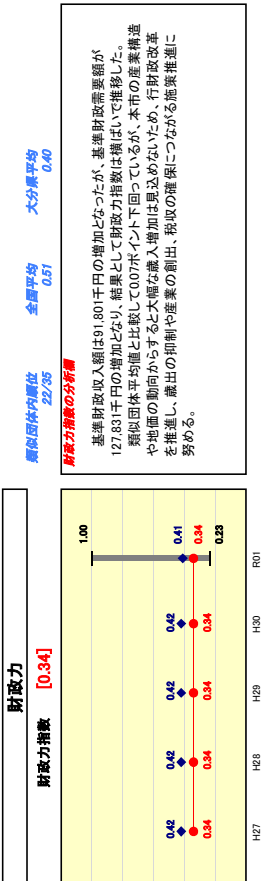 財政力
財政力指数　[0.34]
1.00
0.42
0.42
0.42
0.42
0.41
0.34
0.34
0.34
0.34
0.34
0.23
H27
H28
H29
H30
R01
類似団体内順位
22/35
全国平均
0.51
大分県平均
0.40
財政力指数の分析欄
基準財政収入額は91,801千円の増加となったが、基準財政需要額が
127,831千円の増加となり、結果として財政力指数は横ばいで推移した。
類似団体平均値と比較して0.07ポイント下回っているが、本市の産業構造
や地価の動向からすると大幅な歳入増加は見込めないため、行財政改革
を推進し、歳出の抑制や産業の創出、税収の確保につながる施策推進に
努める。